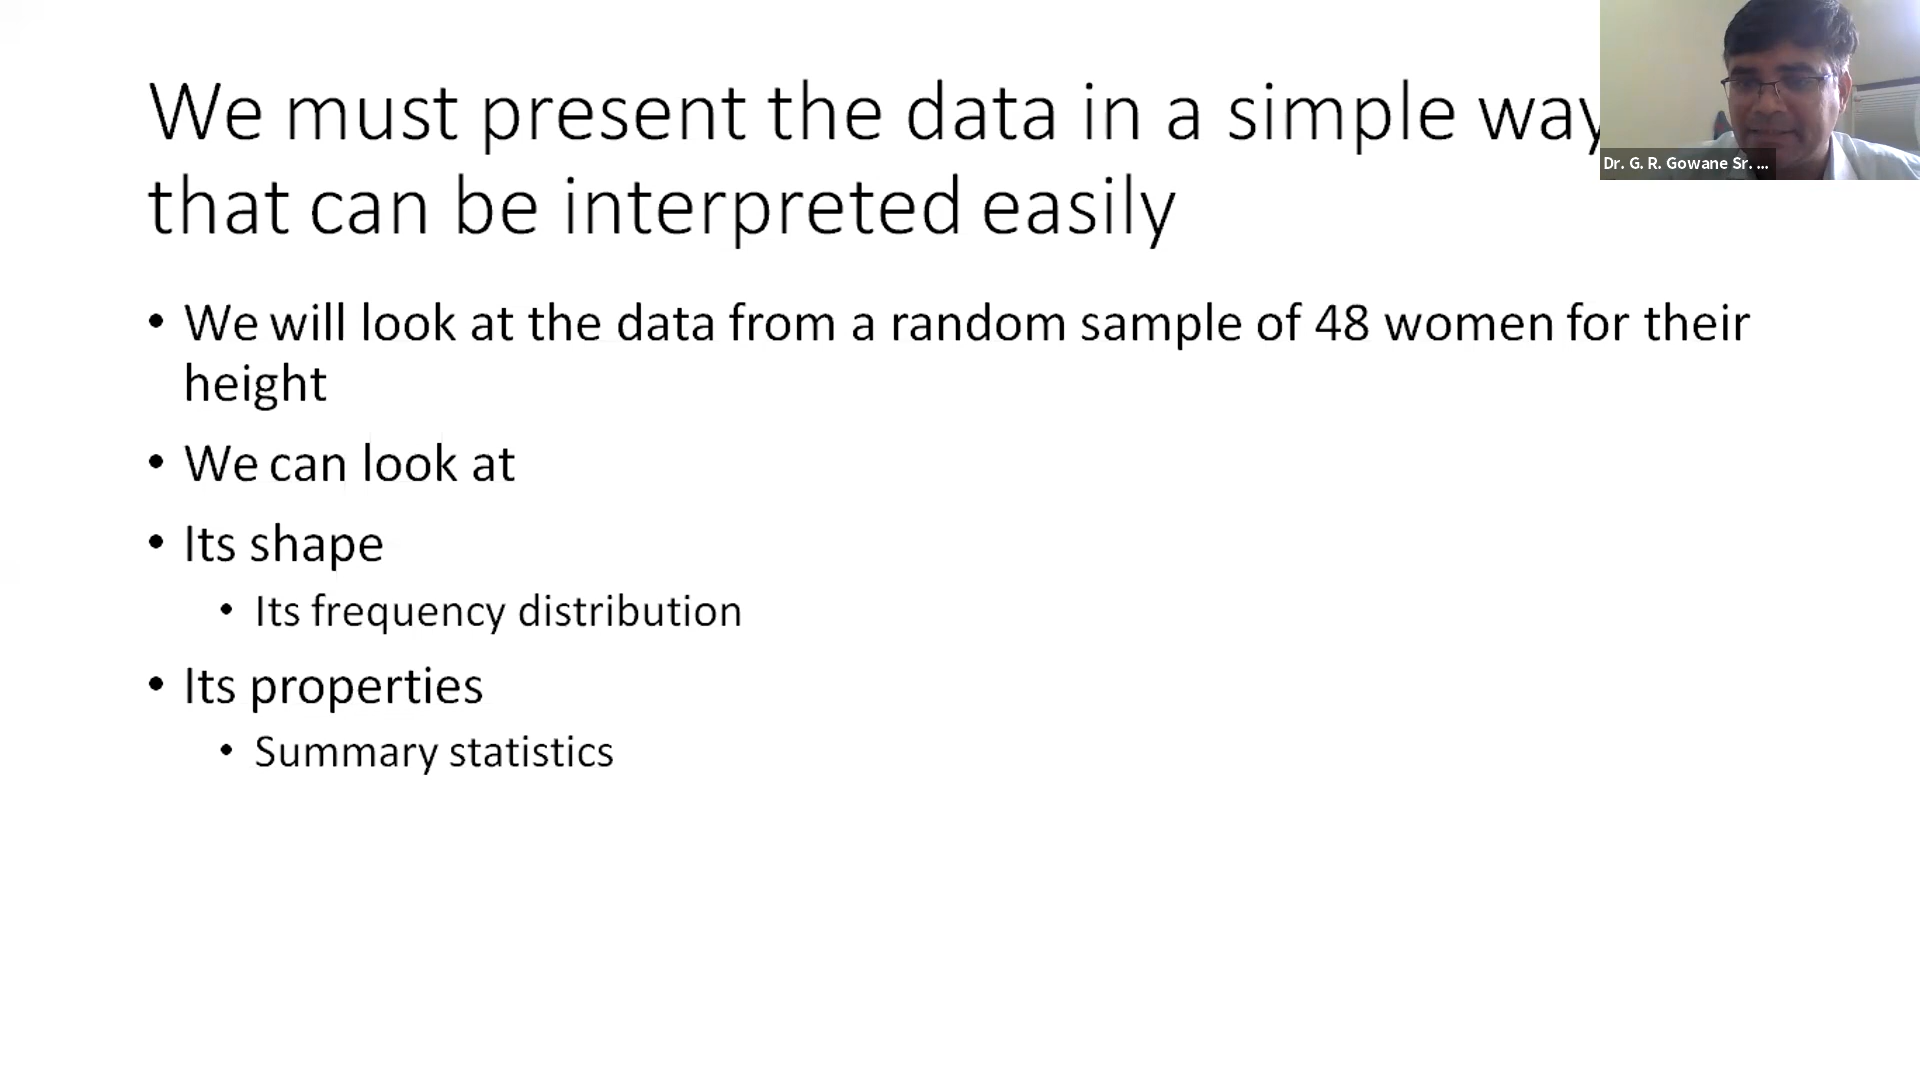 We must present the data in a simple way
that can be interpreted easily
• We will look at the data from a random sample of 48 women for their
height
• We can look at
• Its shape
• Its frequency distribution
• Its properties
• Summary statistics
Dr. G. R. Gowane Sr. ...